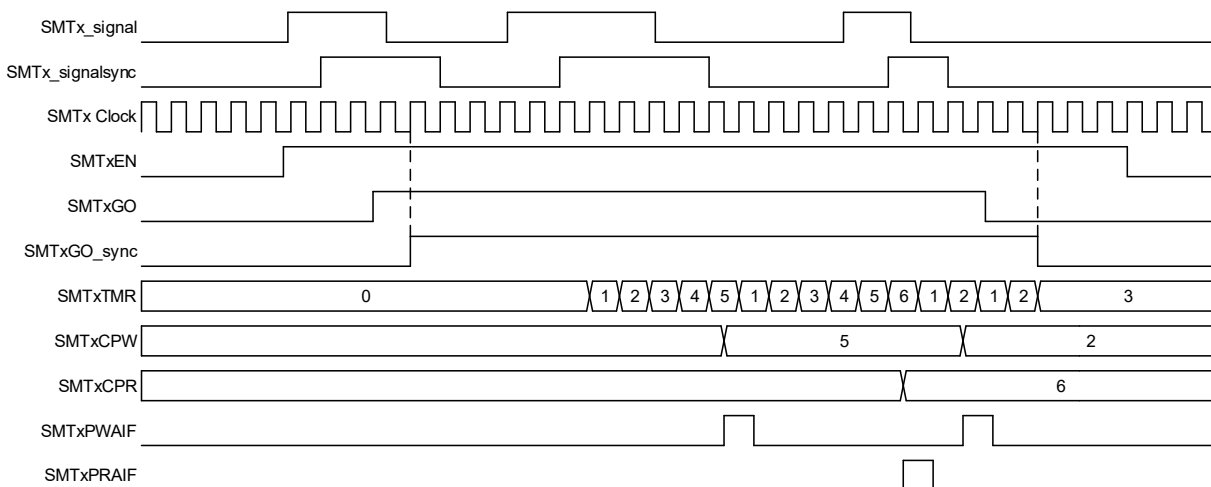 SMTx_signal
SMTx_signalsync
SMTx Clock
SMTxEN
SMTxGO
SMTxGO_sync
SMTxTMR 0 1 2 3 4 5 1 2 3 4 5 6 1 2 1 2 3
SMTxCPW 5 2
SMTxCPR 6
SMTxPWAIF
SMTxPRAIF